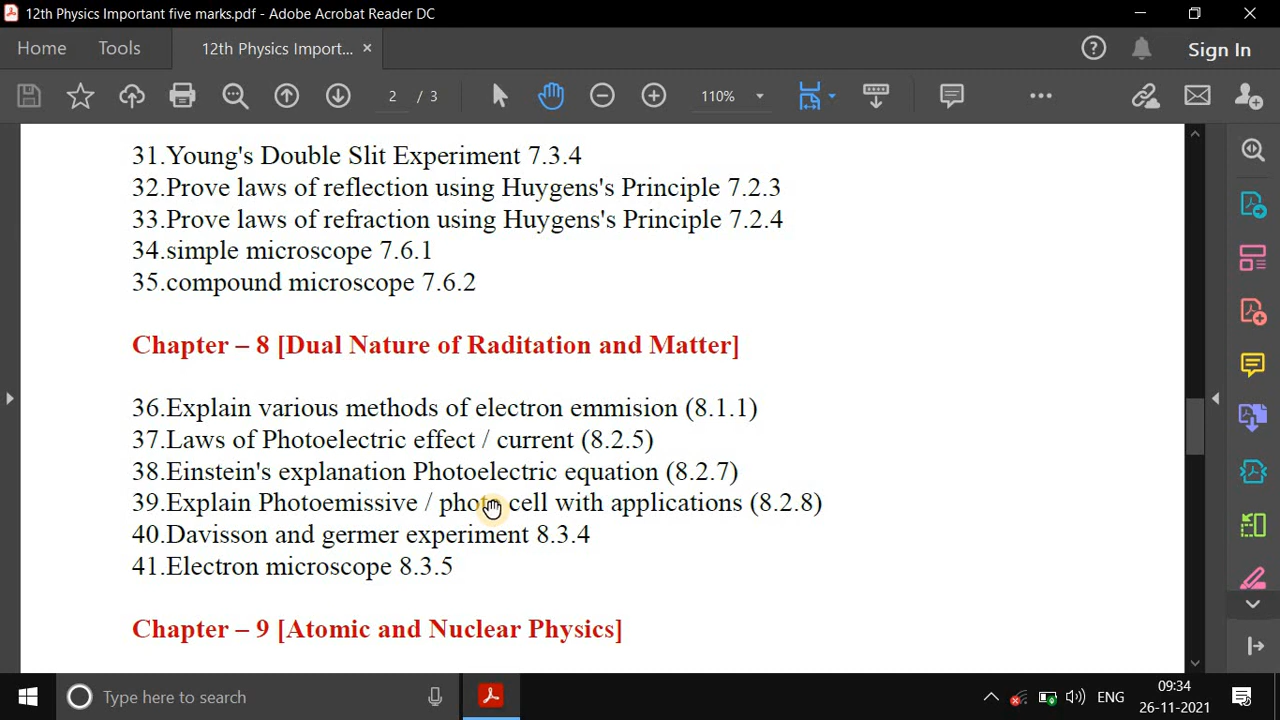 12th Physics Important five marks.pdf - Adobe Acrobat Reader DC
Home Tools 12th Physics Import... × Sign In
2 / 3 110%
31.Young's Double Slit Experiment 7.3.4
32.Prove laws of reflection using Huygens's Principle 7.2.3
33.Prove laws of refraction using Huygens's Principle 7.2.4
34.simple microscope 7.6.1
35.compound microscope 7.6.2
Chapter – 8 [Dual Nature of Raditation and Matter]
36.Explain various methods of electron emmision (8.1.1)
37.Laws of Photoelectric effect / current (8.2.5)
38.Einstein's explanation Photoelectric equation (8.2.7)
39.Explain Photoemissive / photo cell with applications (8.2.8)
40.Davisson and germer experiment 8.3.4
41.Electron microscope 8.3.5
Chapter – 9 [Atomic and Nuclear Physics]
Type here to search ENG 09:34
26-11-2021